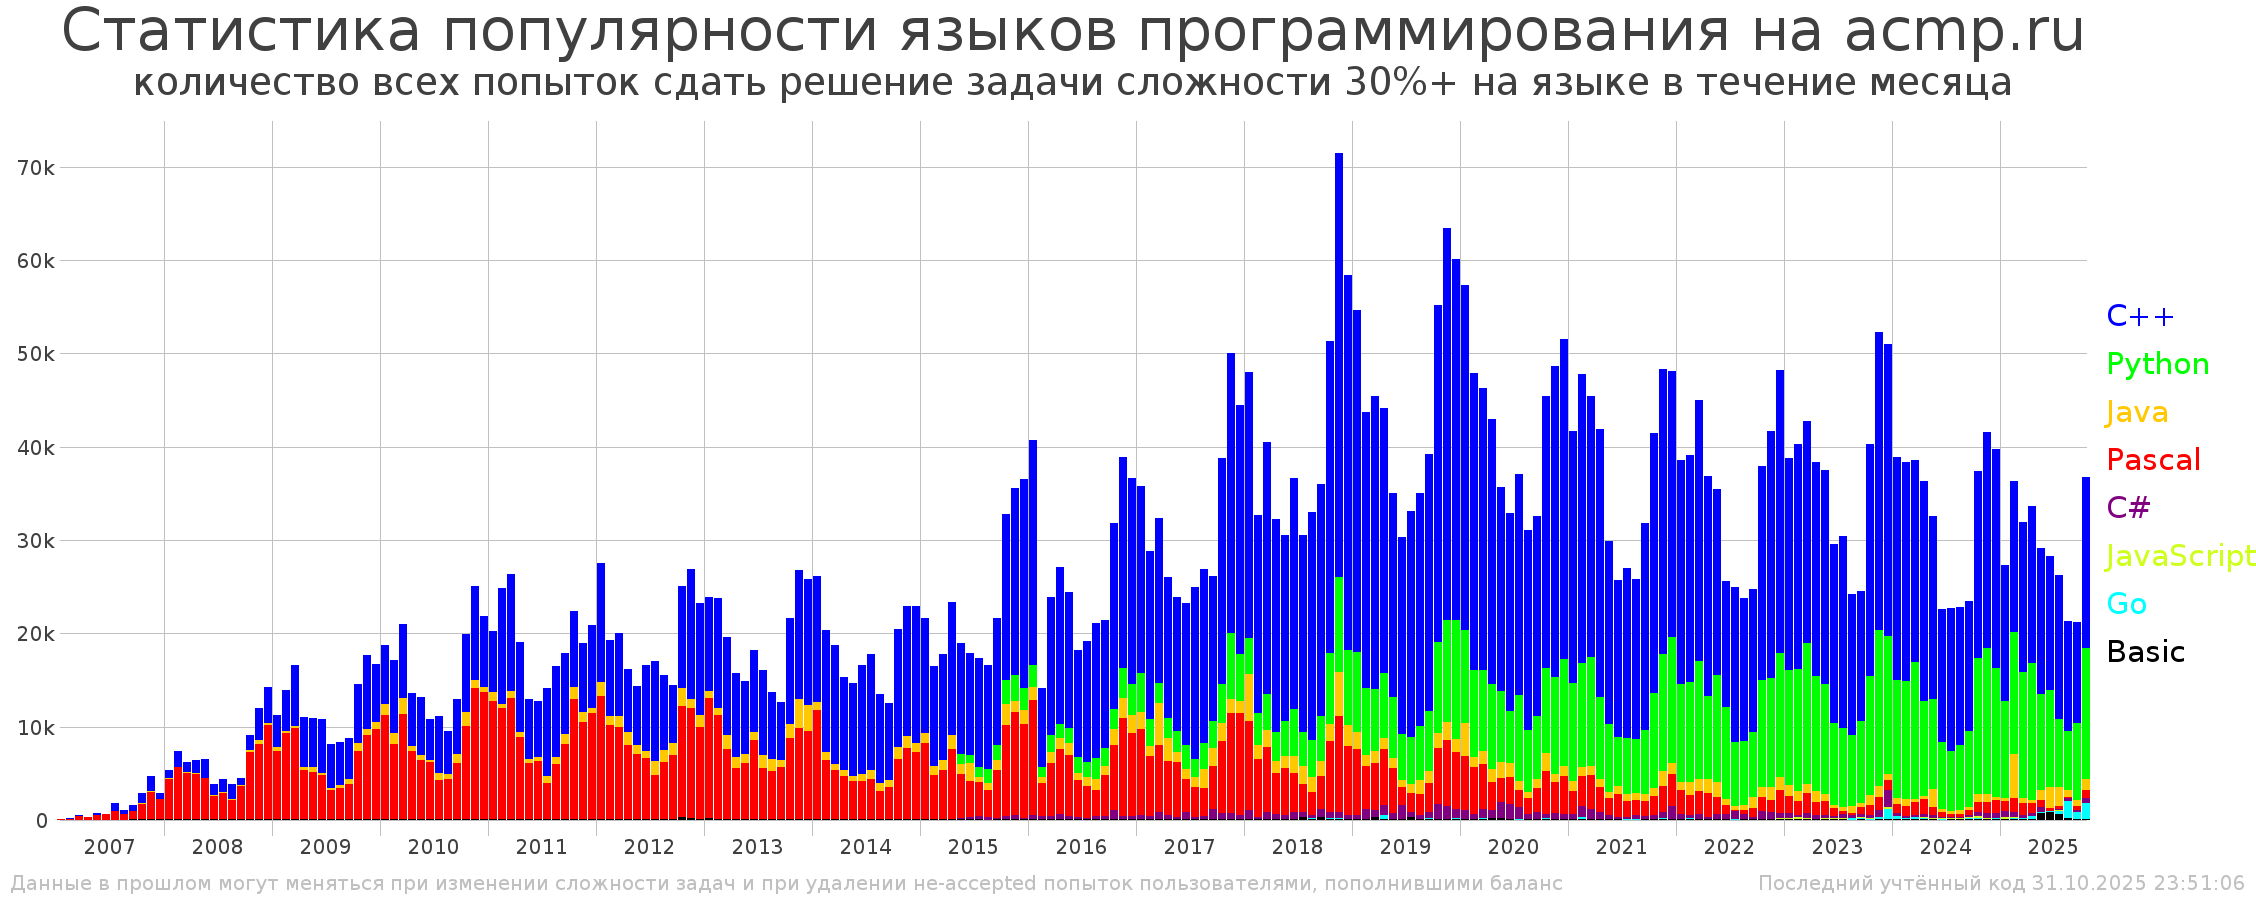 Статистика популярности языков программирования на acmp.ru
количество всех попыток сдать решение задачи сложности 30%+ на языке в течение месяца
70k
60k
50k
40k
30k
20k
10k
0
C++
Python
Java
Pascal
C#
JavaScript
Go
Basic
2007 2008 2009 2010 2011 2012 2013 2014 2015 2016 2017 2018 2019 2020 2021 2022 2023 2024 2025
Данные в прошлом могут меняться при изменении сложности задач и при удалении не-accepted попыток пользователями, пополнившими баланс
Последний учтённый код 31.10.2025 23:51:06